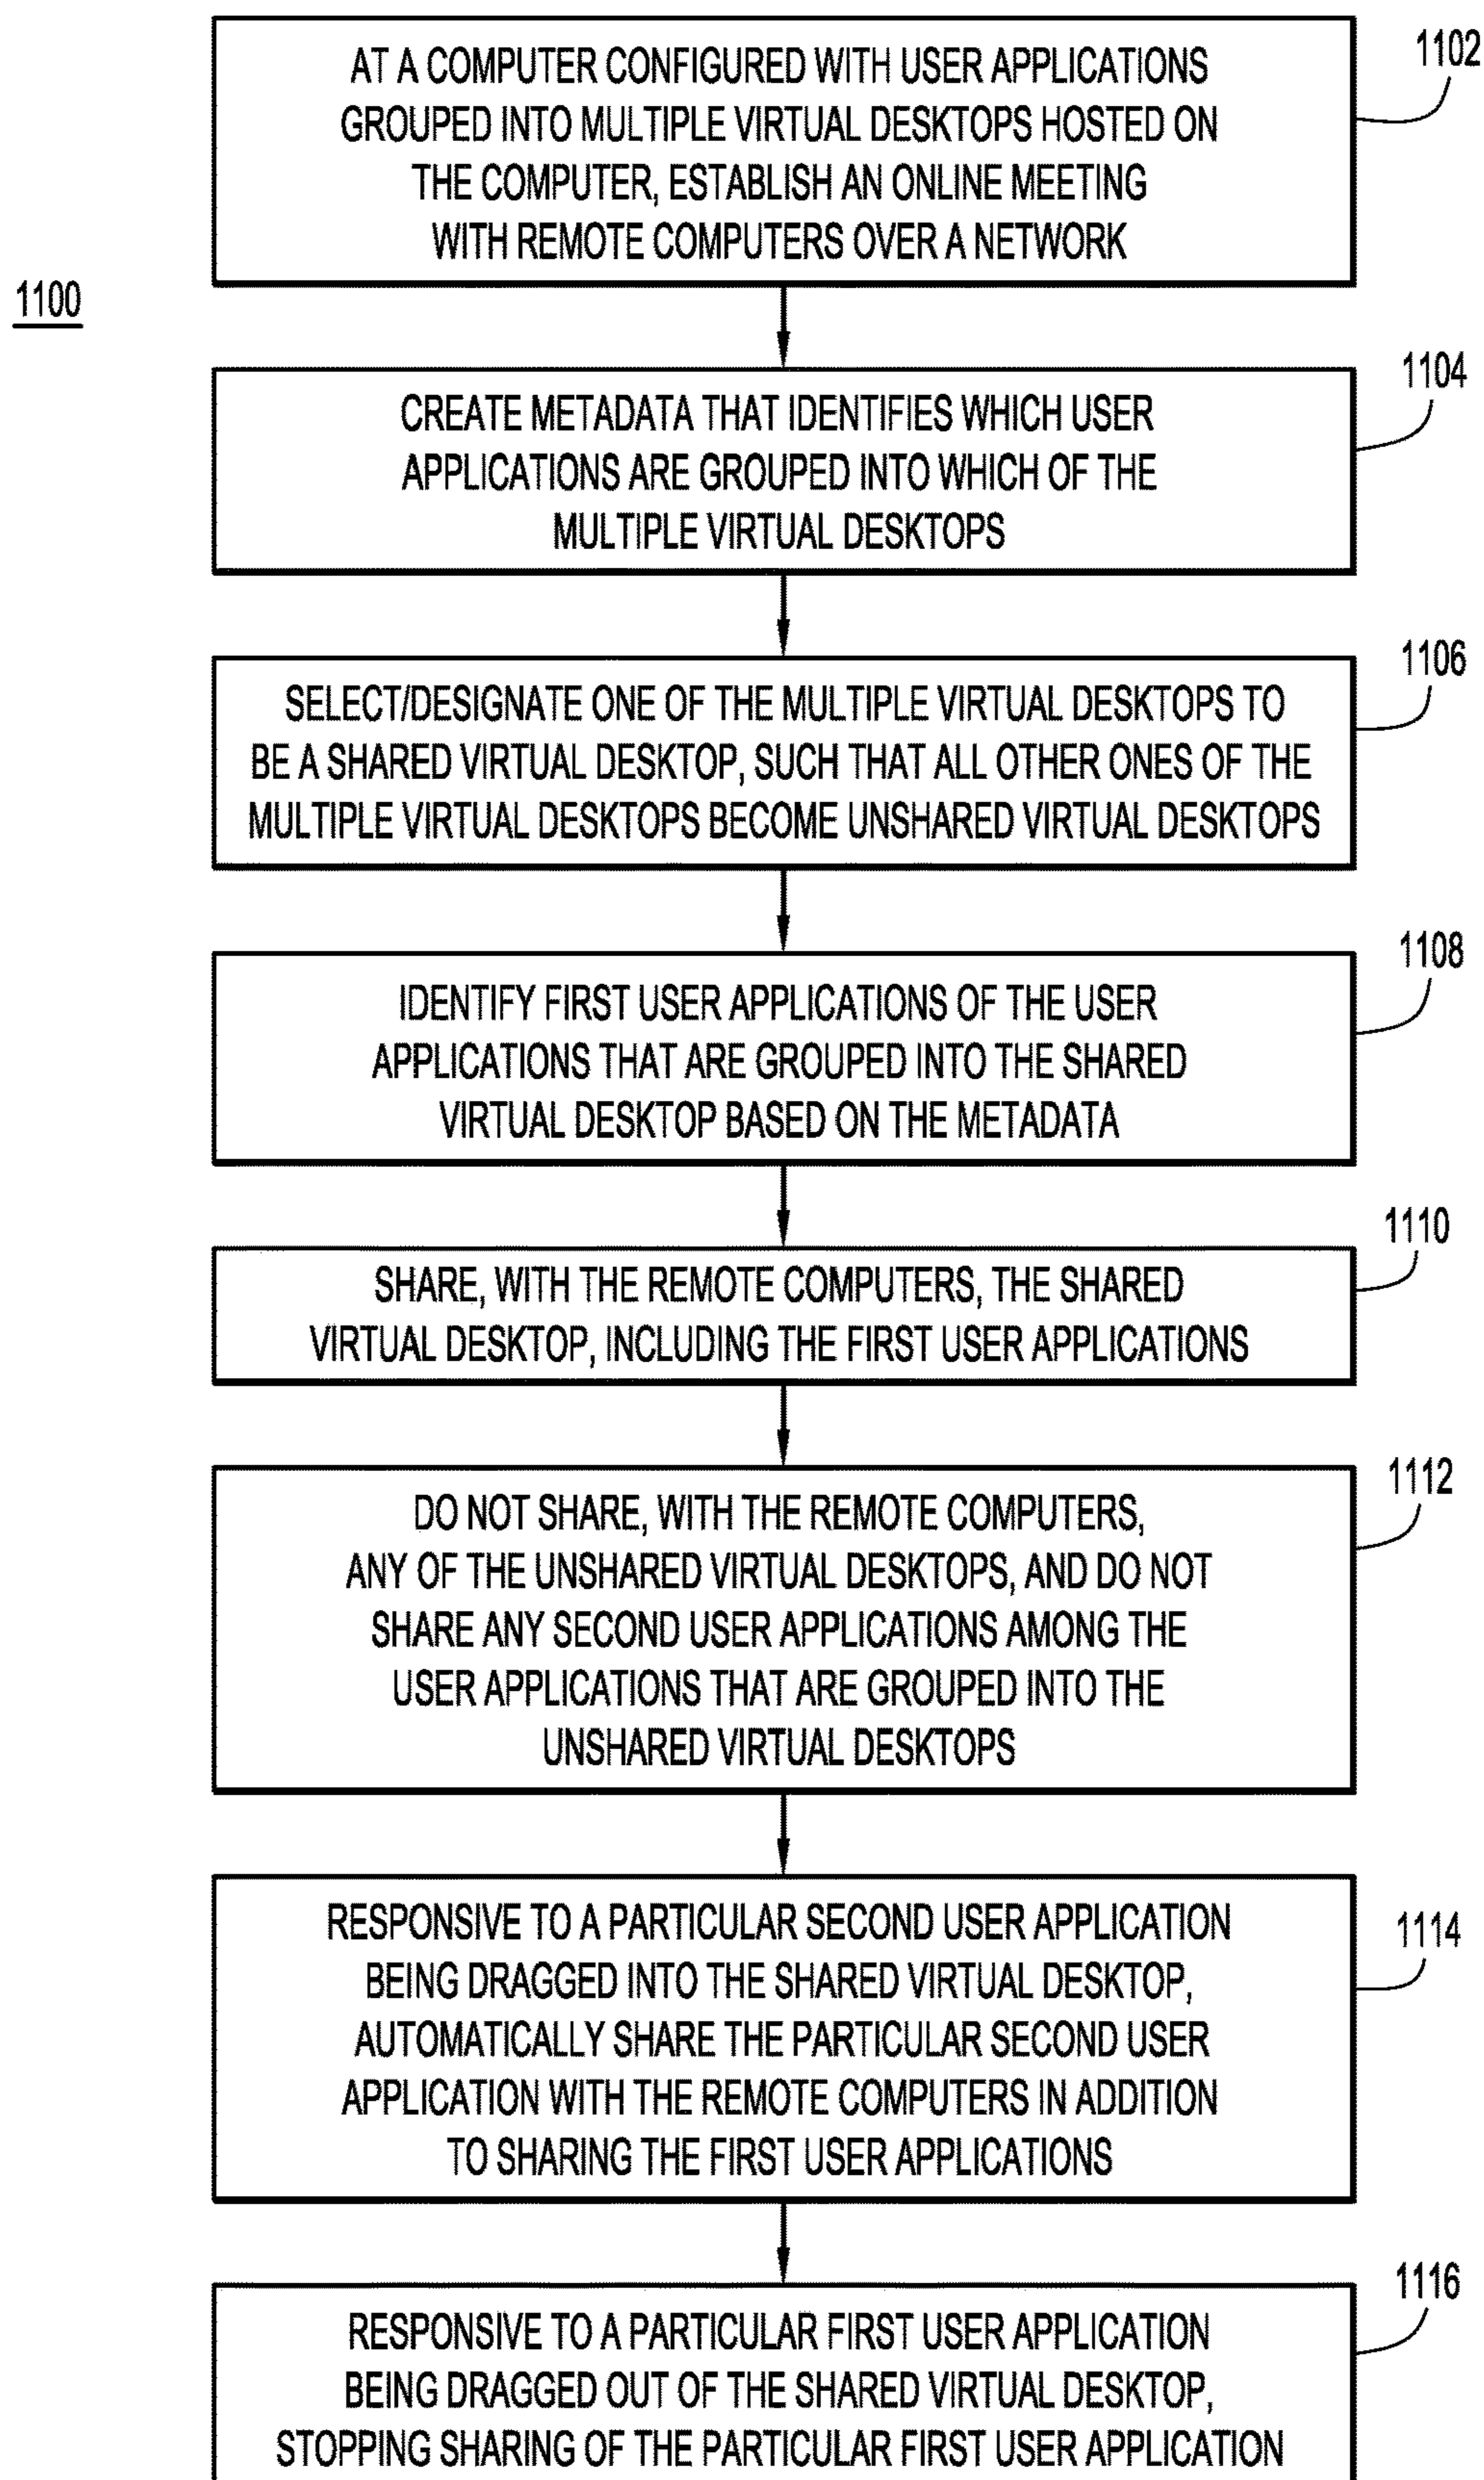 AT A COMPUTER CONFIGURED WITH USER APPLICATIONS
GROUPED INTO MULTIPLE VIRTUAL DESKTOPS HOSTED ON
THE COMPUTER, ESTABLISH AN ONLINE MEETING
WITH REMOTE COMPUTERS OVER A NETWORK
1102
1100
CREATE METADATA THAT IDENTIFIES WHICH USER
APPLICATIONS ARE GROUPED INTO WHICH OF THE
MULTIPLE VIRTUAL DESKTOPS
1104
SELECT/DESIGNATE ONE OF THE MULTIPLE VIRTUAL DESKTOPS TO
BE A SHARED VIRTUAL DESKTOP, SUCH THAT ALL OTHER ONES OF THE
MULTIPLE VIRTUAL DESKTOPS BECOME UNSHARED VIRTUAL DESKTOPS
1106
IDENTIFY FIRST USER APPLICATIONS OF THE USER
APPLICATIONS THAT ARE GROUPED INTO THE SHARED
VIRTUAL DESKTOP BASED ON THE METADATA
1108
SHARE, WITH THE REMOTE COMPUTERS, THE SHARED
VIRTUAL DESKTOP, INCLUDING THE FIRST USER APPLICATIONS
1110
DO NOT SHARE, WITH THE REMOTE COMPUTERS,
ANY OF THE UNSHARED VIRTUAL DESKTOPS, AND DO NOT
SHARE ANY SECOND USER APPLICATIONS AMONG THE
USER APPLICATIONS THAT ARE GROUPED INTO THE
UNSHARED VIRTUAL DESKTOPS
1112
RESPONSIVE TO A PARTICULAR SECOND USER APPLICATION
BEING DRAGGED INTO THE SHARED VIRTUAL DESKTOP,
AUTOMATICALLY SHARE THE PARTICULAR SECOND USER
APPLICATION WITH THE REMOTE COMPUTERS IN ADDITION
TO SHARING THE FIRST USER APPLICATIONS
1114
RESPONSIVE TO A PARTICULAR FIRST USER APPLICATION
BEING DRAGGED OUT OF THE SHARED VIRTUAL DESKTOP,
STOPPING SHARING OF THE PARTICULAR FIRST USER APPLICATION
1116